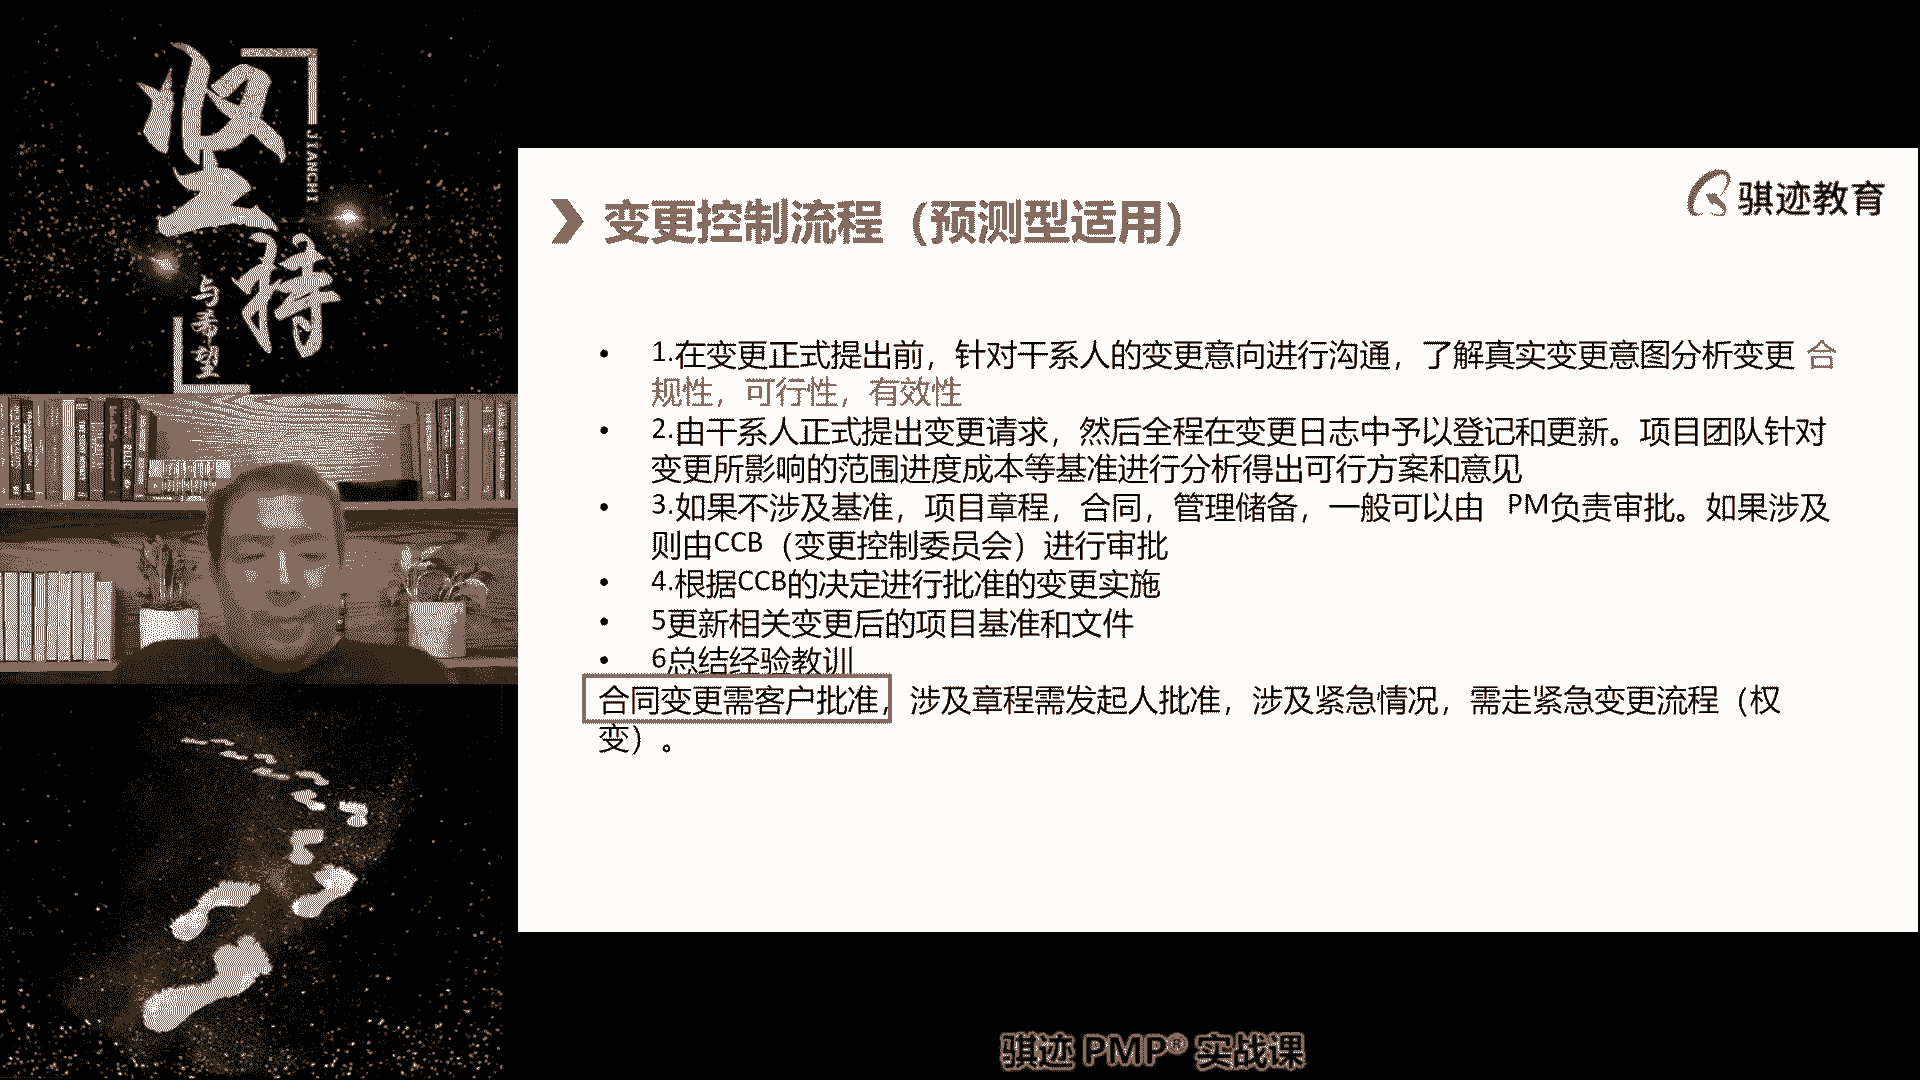 坚持
JIANCHI
与希望
骐迹教育
变更控制流程（预测型适用）
• 1.在变更正式提出前，针对干系人的变更意向进行沟通，了解真实变更意图分析变更 合
规性，可行性，有效性
• 2.由干系人正式提出变更请求，然后全程在变更日志中予以登记和更新。项目团队针对
变更所影响的范围进度成本等基准进行分析得出可行方案和意见
• 3.如果不涉及基准，项目章程，合同，管理储备，一般可以由 PM负责审批。如果涉及
则由CCB（变更控制委员会）进行审批
• 4.根据CCB的决定进行批准的变更实施
• 5更新相关变更后的项目基准和文件
• 6总结经验教训
合同变更需客户批准，涉及章程需发起人批准，涉及紧急情况，需走紧急变更流程（权
变）。
骐迹 PMP® 实战课